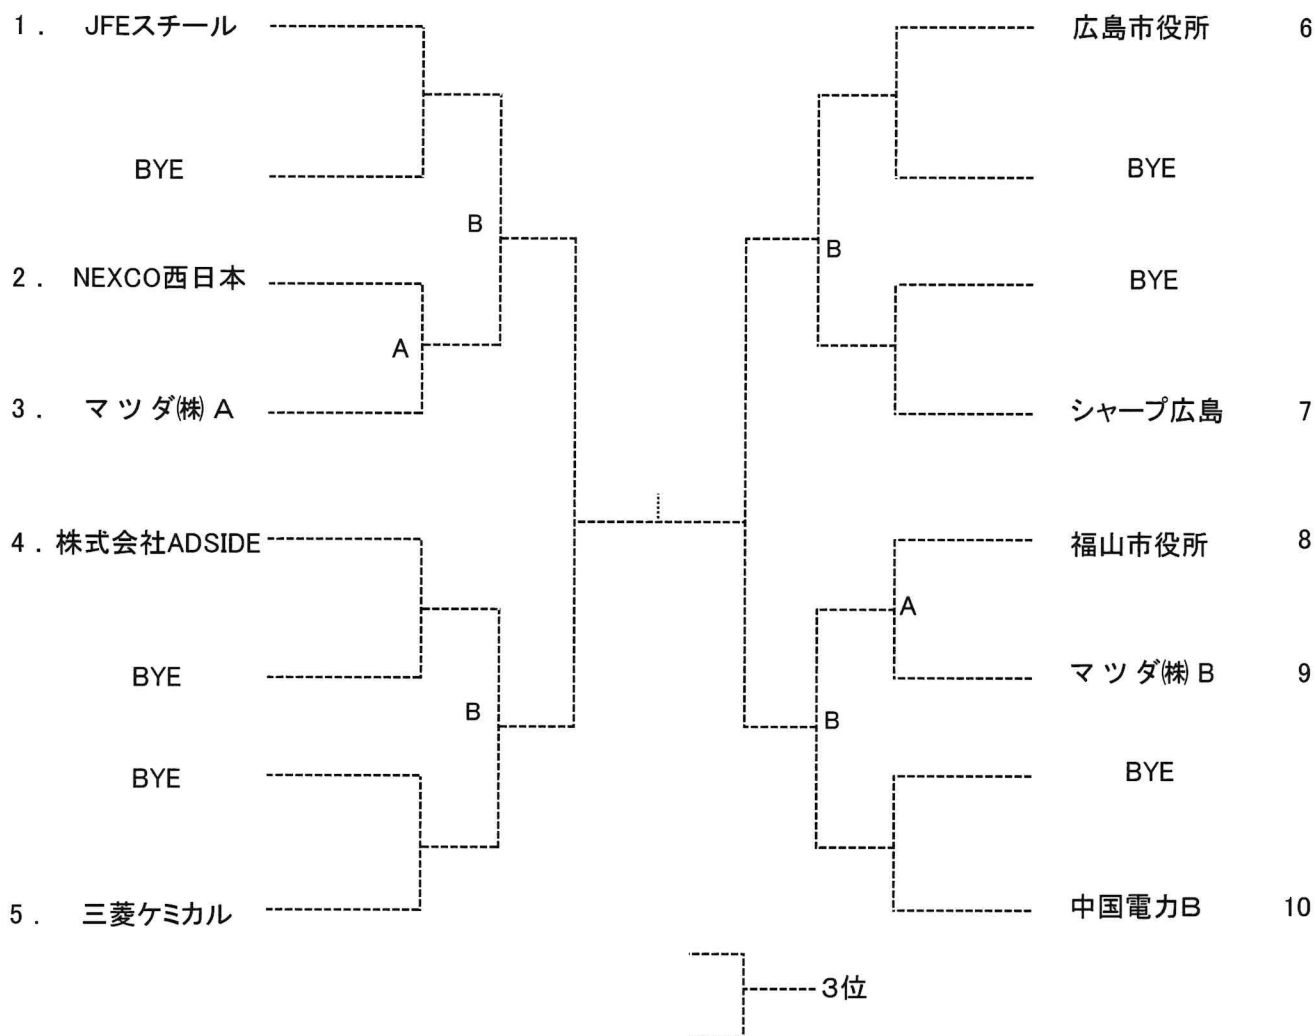 1. JFEスチール
BYE
B
2. NEXCO西日本
A
3. マツダ㈱ A
4. 株式会社ADSIDE
BYE
B
BYE
5. 三菱ケミカル
広島市役所 6
BYE
B
BYE
シャープ広島 7
福山市役所 8
A
マツダ㈱ B 9
B
BYE
中国電力B 10
3位